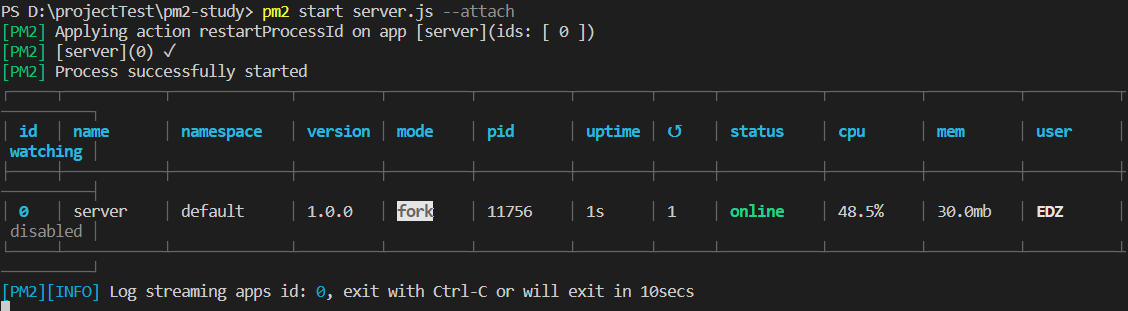 PS D:\projectTest\pm2-study> pm2 start server.js --attach
[PM2] Applying action restartProcessId on app [server](ids: [ 0 ])
[PM2] [server](0) ✓
[PM2] Process successfully started
│ id │ name │ namespace │ version │ mode │ pid │ uptime │ ↺ │ status │ cpu │ mem │ user │
watching │
│ 0 │ server │ default │ 1.0.0 │ fork │ 11756 │ 1s │ 1 │ online │ 48.5% │ 30.0mb │ EDZ │
disabled │
[PM2][INFO] Log streaming apps id: 0, exit with Ctrl-C or will exit in 10secs